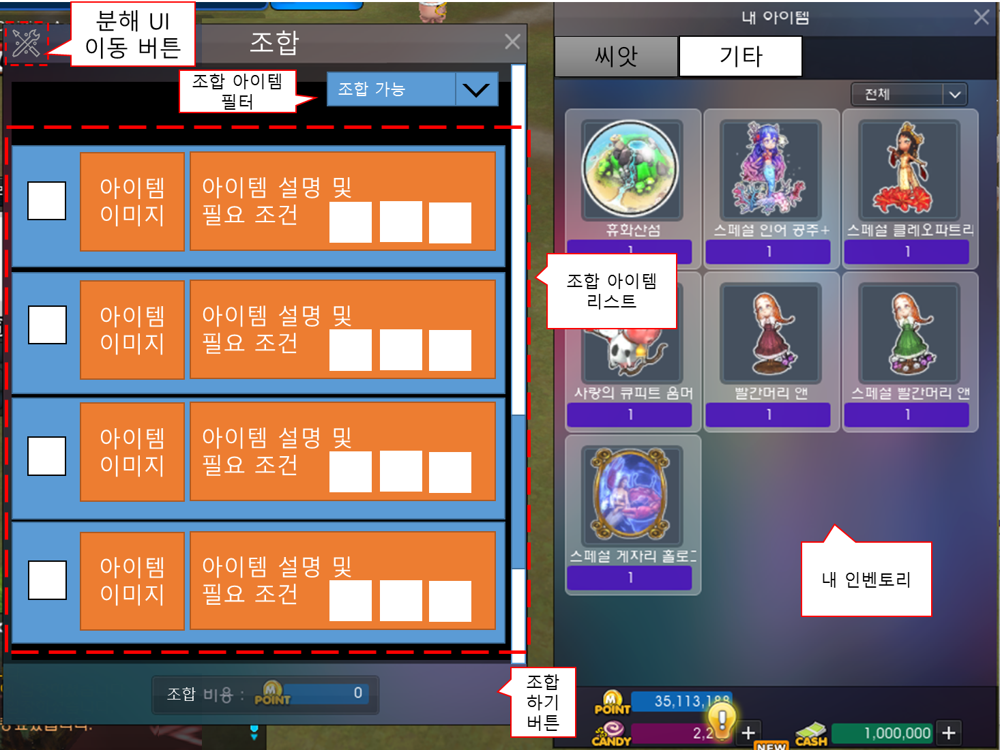 분해 UI
이동 버튼
조합
조합 아이템
필터
조합 가능
아이템
이미지
아이템 설명 및
필요 조건
아이템
이미지
아이템 설명 및
필요 조건
아이템
이미지
아이템 설명 및
필요 조건
아이템
이미지
아이템 설명 및
필요 조건
조합 비용 :
M
POINT
0
조합
하기
버튼
조합 아이템
리스트
내 아이템
씨앗
기타
전체
휴화산섬
1
스페셜 인어 공주+
1
스페셜 클레오파트라
1
사랑의 큐피트 움머
1
빨간머리 앤
1
스페셜 빨간머리 앤
1
스페셜 게자리 홀로그
1
내 인벤토리
M
POINT
35,113,188
CANDY
+
NEW
CASH
1,000,000
+